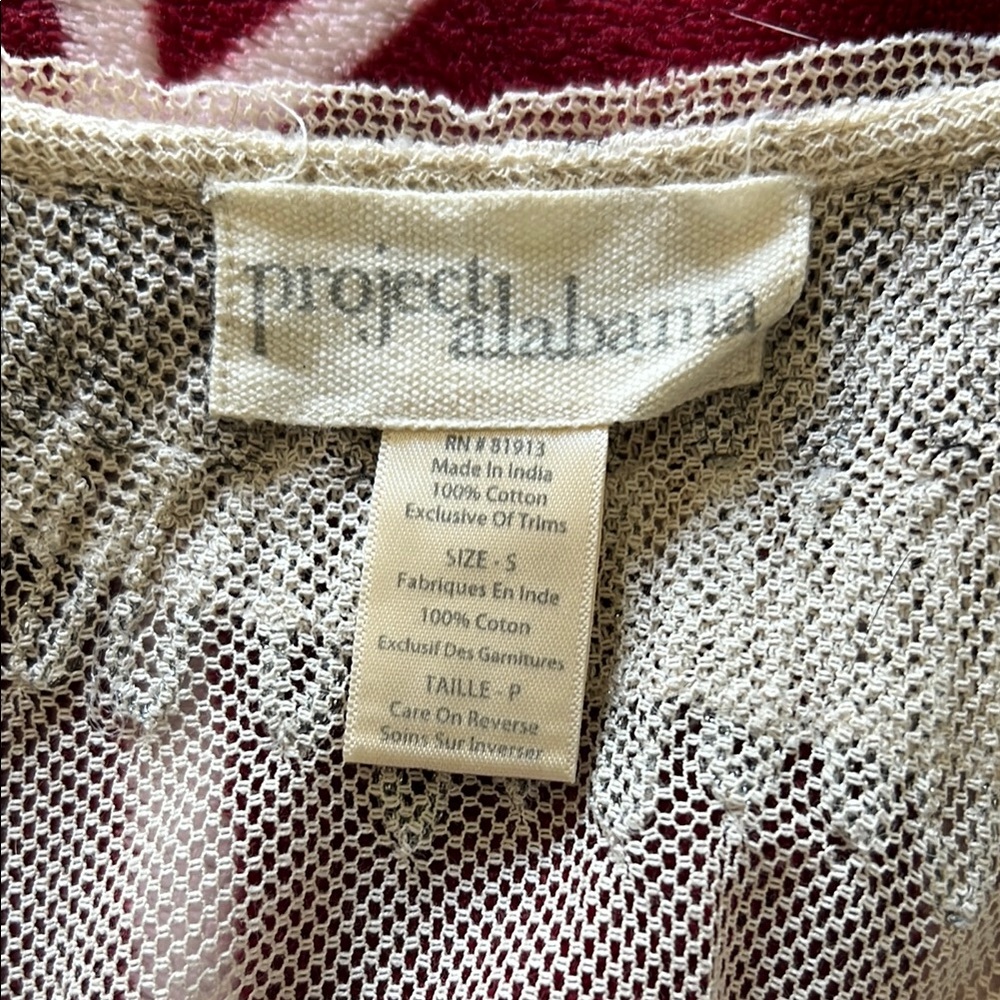 project
alabama
RN # 81913
Made In India
100% Cotton
Exclusive Of Trims
SIZE - S
Fabriques En Inde
100% Coton
Exclusif Des Garnitures
TAILLE - P
Care On Reverse
Soins Sur Inverser